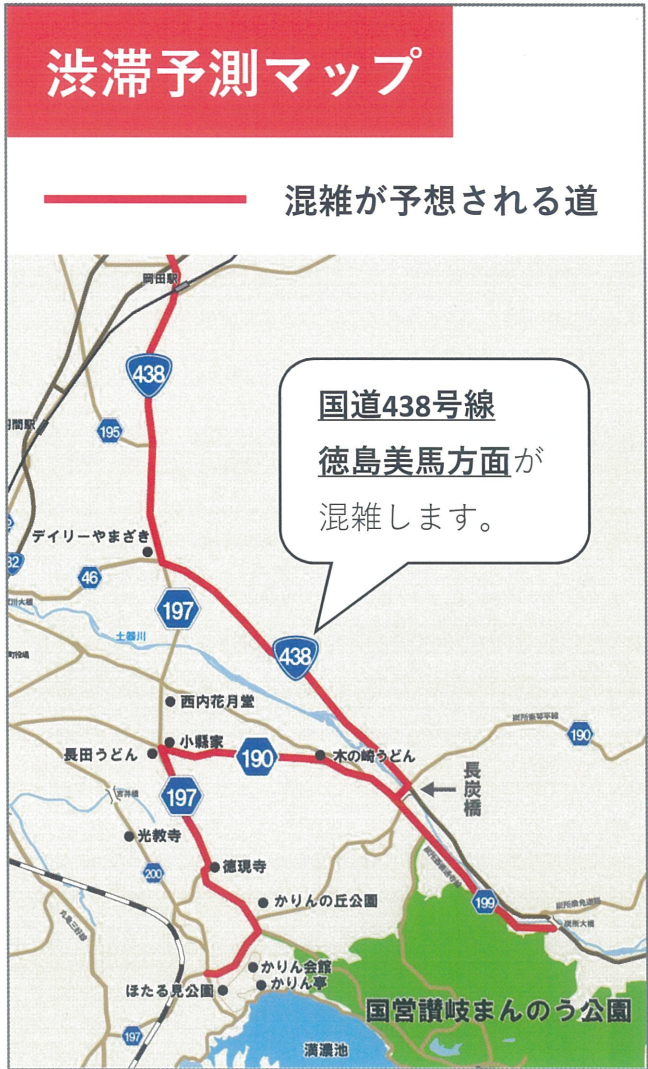 渋滞予測マップ
混雑が予想される道
岡田駅
438
国道438号線
徳島美馬方面が
混雑します。
195
デイリーやまざき
46
197
土器川
438
西内花月堂
190
小縣家
長田うどん
190
木の崎うどん
長炭橋
197
光教寺
200
徳現寺
199
かりんの丘公園
炭所大橋
かりん会館
かりん亭
ほたる見公園
国営讃岐まんのう公園
197
満濃池